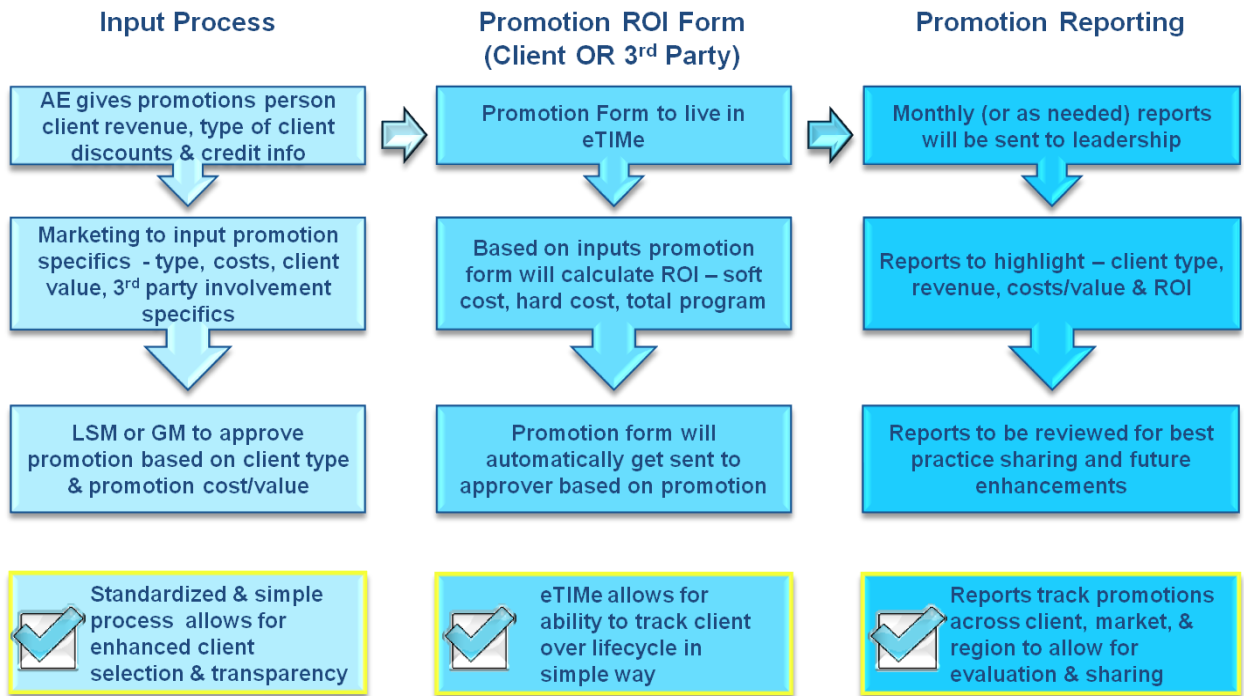 Input Process
AE gives promotions person
client revenue, type of client
discounts & credit info
Marketing to input promotion
specifics - type, costs, client
value, 3rd party involvement
specifics
LSM or GM to approve
promotion based on client type
& promotion cost/value
Standardized & simple
process allows for
enhanced client
selection & transparency
Promotion ROI Form
(Client OR 3rd Party)
Promotion Form to live in
eTIMe
Based on inputs promotion
form will calculate ROI – soft
cost, hard cost, total program
Promotion form will
automatically get sent to
approver based on promotion
eTIMe allows for
ability to track client
over lifecycle in
simple way
Promotion Reporting
Monthly (or as needed) reports
will be sent to leadership
Reports to highlight – client type,
revenue, costs/value & ROI
Reports to be reviewed for best
practice sharing and future
enhancements
Reports track promotions
across client, market, &
region to allow for
evaluation & sharing